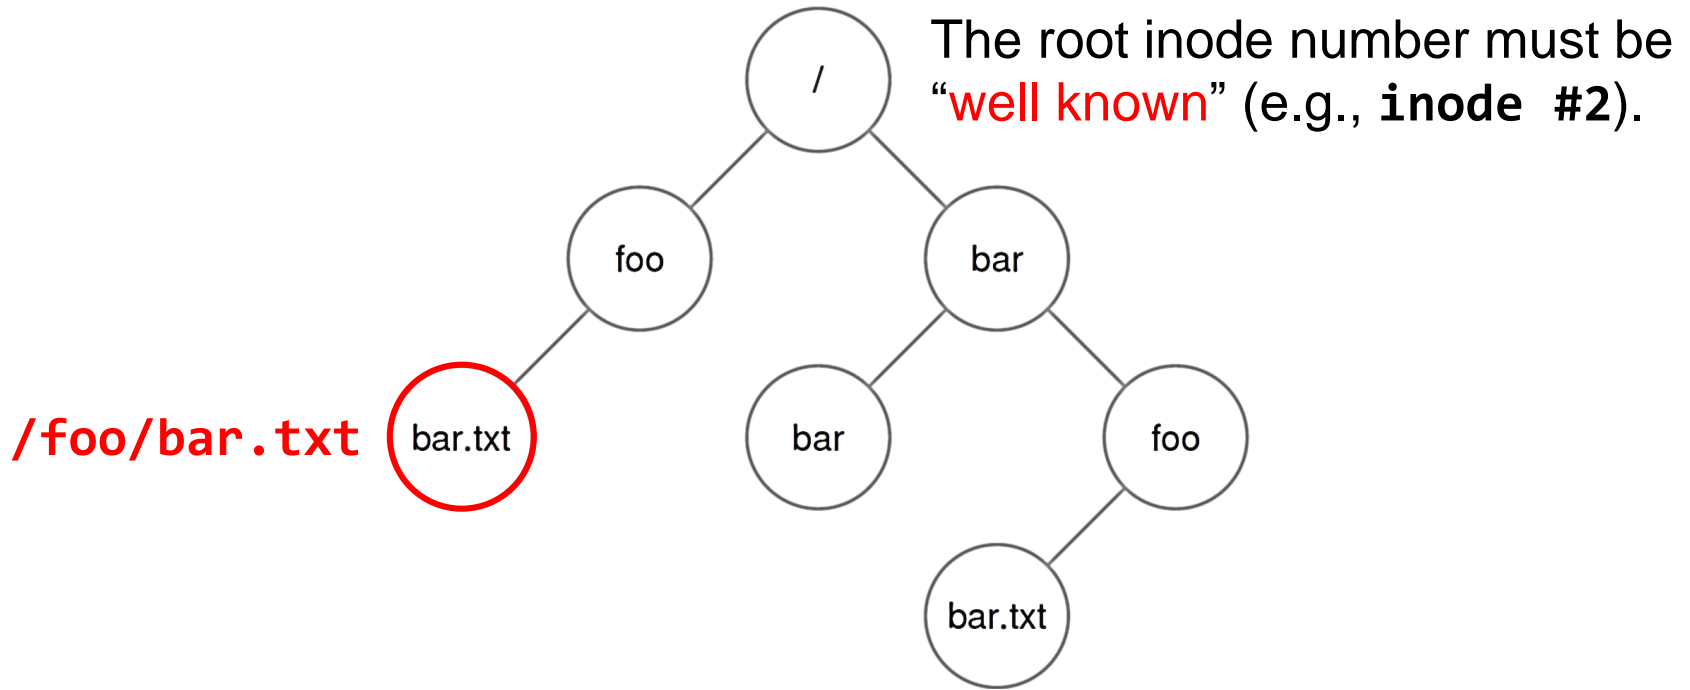 The root inode number must be
“well known” (e.g., inode #2).
/
foo
bar
/foo/bar.txt
bar.txt
bar
foo
bar.txt